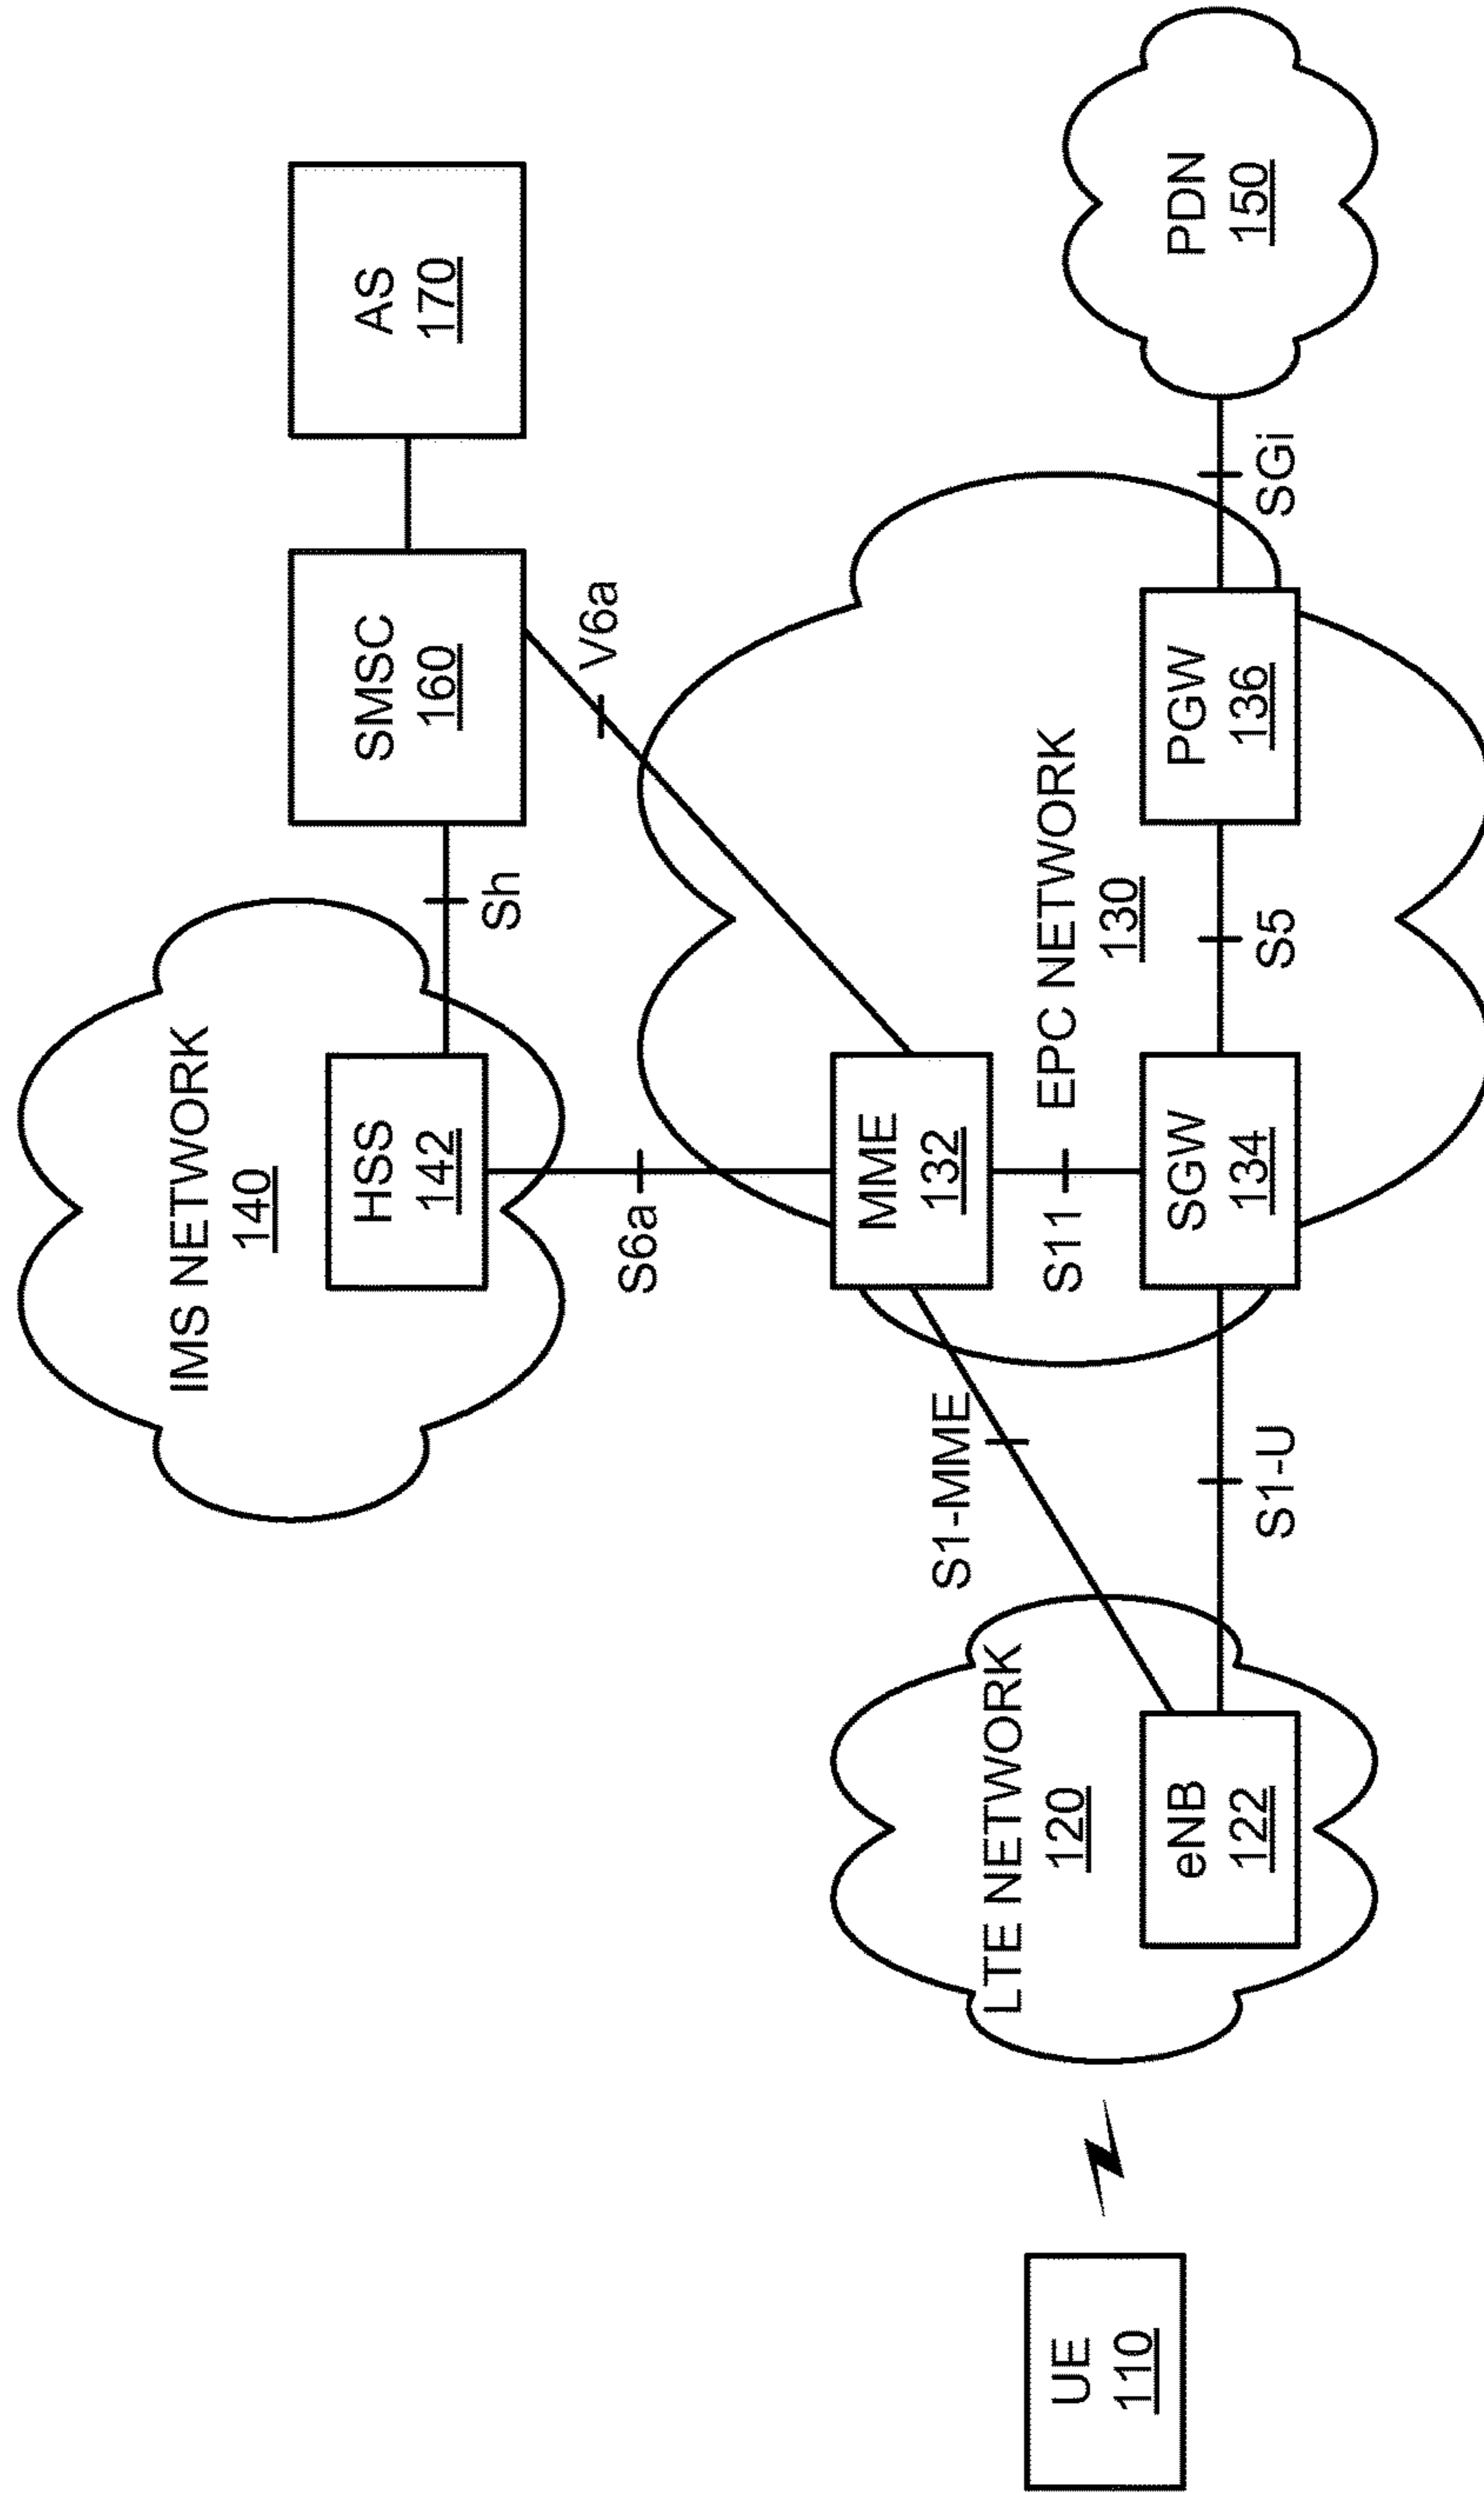 IMS NETWORK
140
HSS
142
Sh
SMSC
160
AS
170
S6a
V6a
MME
132
S1-MME
S11
EPC NETWORK
130
LTE NETWORK
120
UE
110
eNB
122
S1-U
SGW
134
S5
PGW
136
SGi
PDN
150